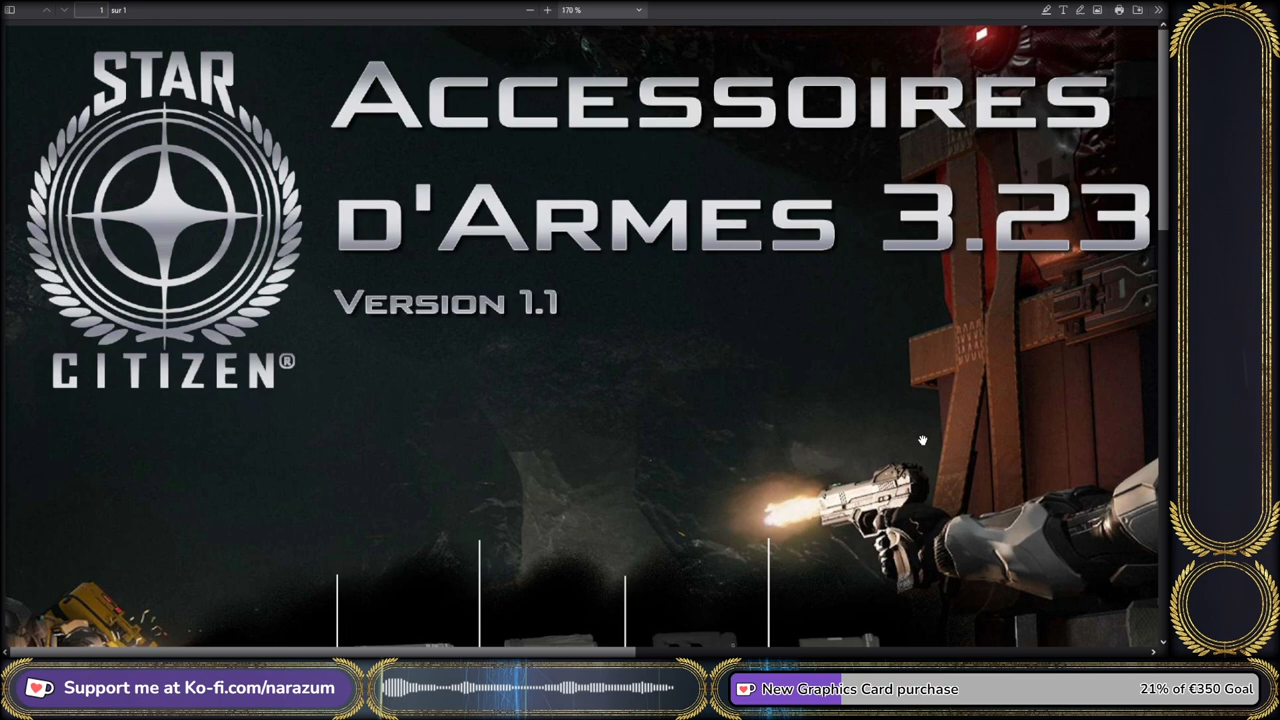 1 sur 1
170 %
STAR
CITIZEN®
Accessoires
d'Armes 3.23
Version 1.1
Support me at Ko-fi.com/narazum
New Graphics Card purchase
21% of €350 Goal